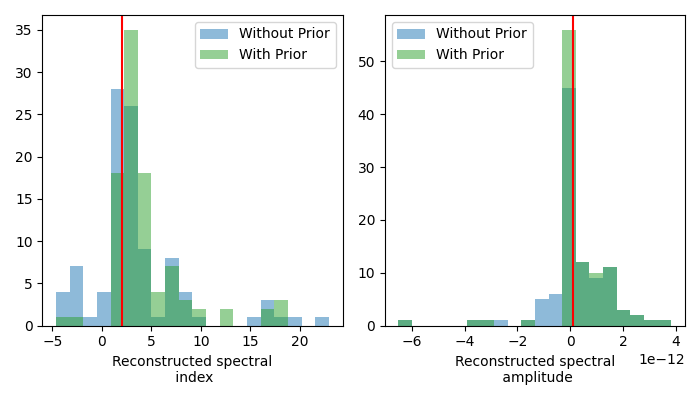 Without Prior
With Prior
35
30
25
20
15
10
5
0
−5
0
5
10
15
20
Reconstructed spectral
index
Without Prior
With Prior
50
40
30
20
10
0
−6
−4
−2
0
2
4
1e−12
Reconstructed spectral
amplitude